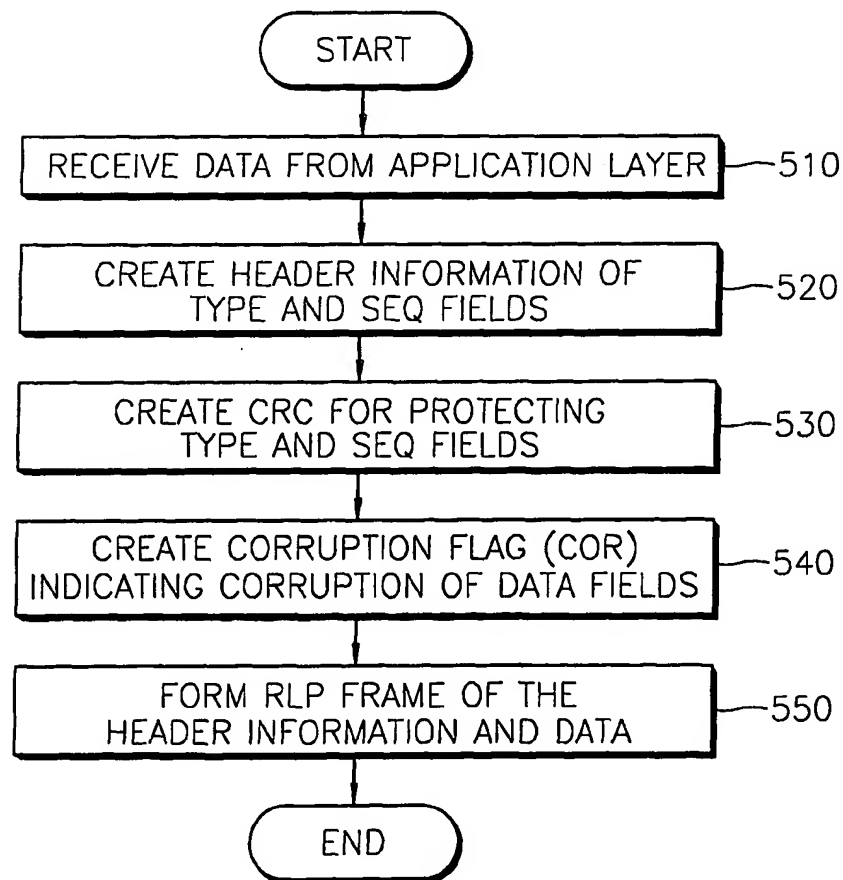 START
RECEIVE DATA FROM APPLICATION LAYER
510
CREATE HEADER INFORMATION OF
TYPE AND SEQ FIELDS
520
CREATE CRC FOR PROTECTING
TYPE AND SEQ FIELDS
530
CREATE CORRUPTION FLAG (COR)
INDICATING CORRUPTION OF DATA FIELDS
540
FORM RLP FRAME OF THE
HEADER INFORMATION AND DATA
550
END